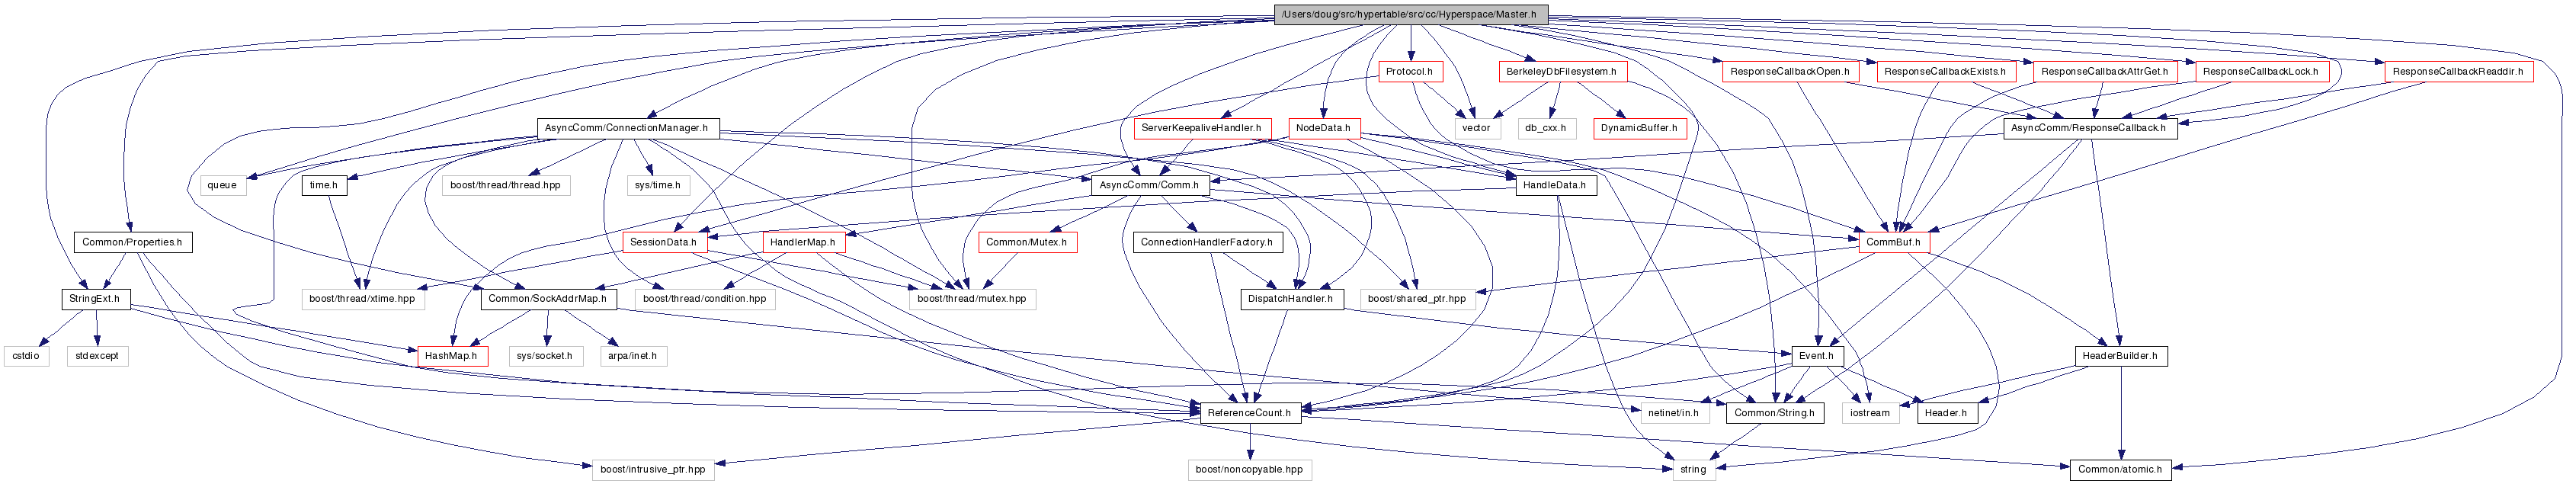 /Users/doug/src/hypertable/src/cc/Hyperspace/Master.h
Protocol.h
BerkeleyDbFilesystem.h
ResponseCallbackOpen.h
ResponseCallbackExists.h
ResponseCallbackAttrGet.h
ResponseCallbackLock.h
ResponseCallbackReaddir.h
AsyncComm/ConnectionManager.h
ServerKeepaliveHandler.h
NodeData.h
vector
db_cxx.h
DynamicBuffer.h
AsyncComm/ResponseCallback.h
queue
time.h
boost/thread/thread.hpp
sys/time.h
AsyncComm/Comm.h
HandleData.h
Common/Properties.h
SessionData.h
HandlerMap.h
Common/Mutex.h
ConnectionHandlerFactory.h
CommBuf.h
StringExt.h
boost/thread/xtime.hpp
Common/SockAddrMap.h
boost/thread/condition.hpp
boost/thread/mutex.hpp
DispatchHandler.h
boost/shared_ptr.hpp
cstdio
stdexcept
HashMap.h
sys/socket.h
arpa/inet.h
Event.h
HeaderBuilder.h
ReferenceCount.h
netinet/in.h
Common/String.h
iostream
Header.h
boost/intrusive_ptr.hpp
boost/noncopyable.hpp
string
Common/atomic.h